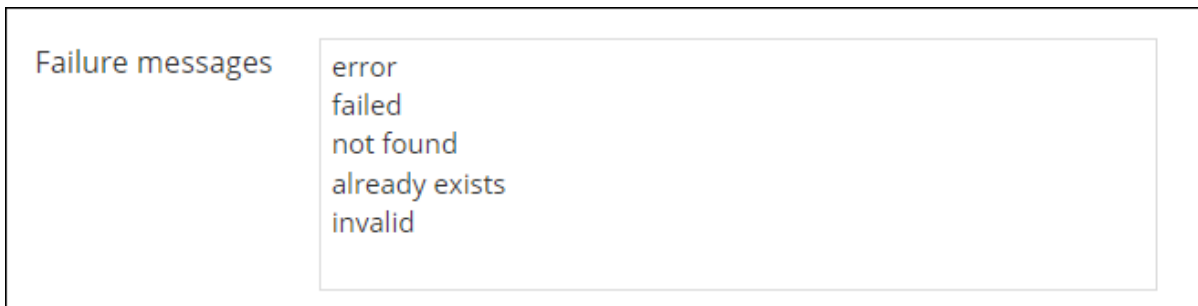 Failure messages
error
failed
not found
already exists
invalid